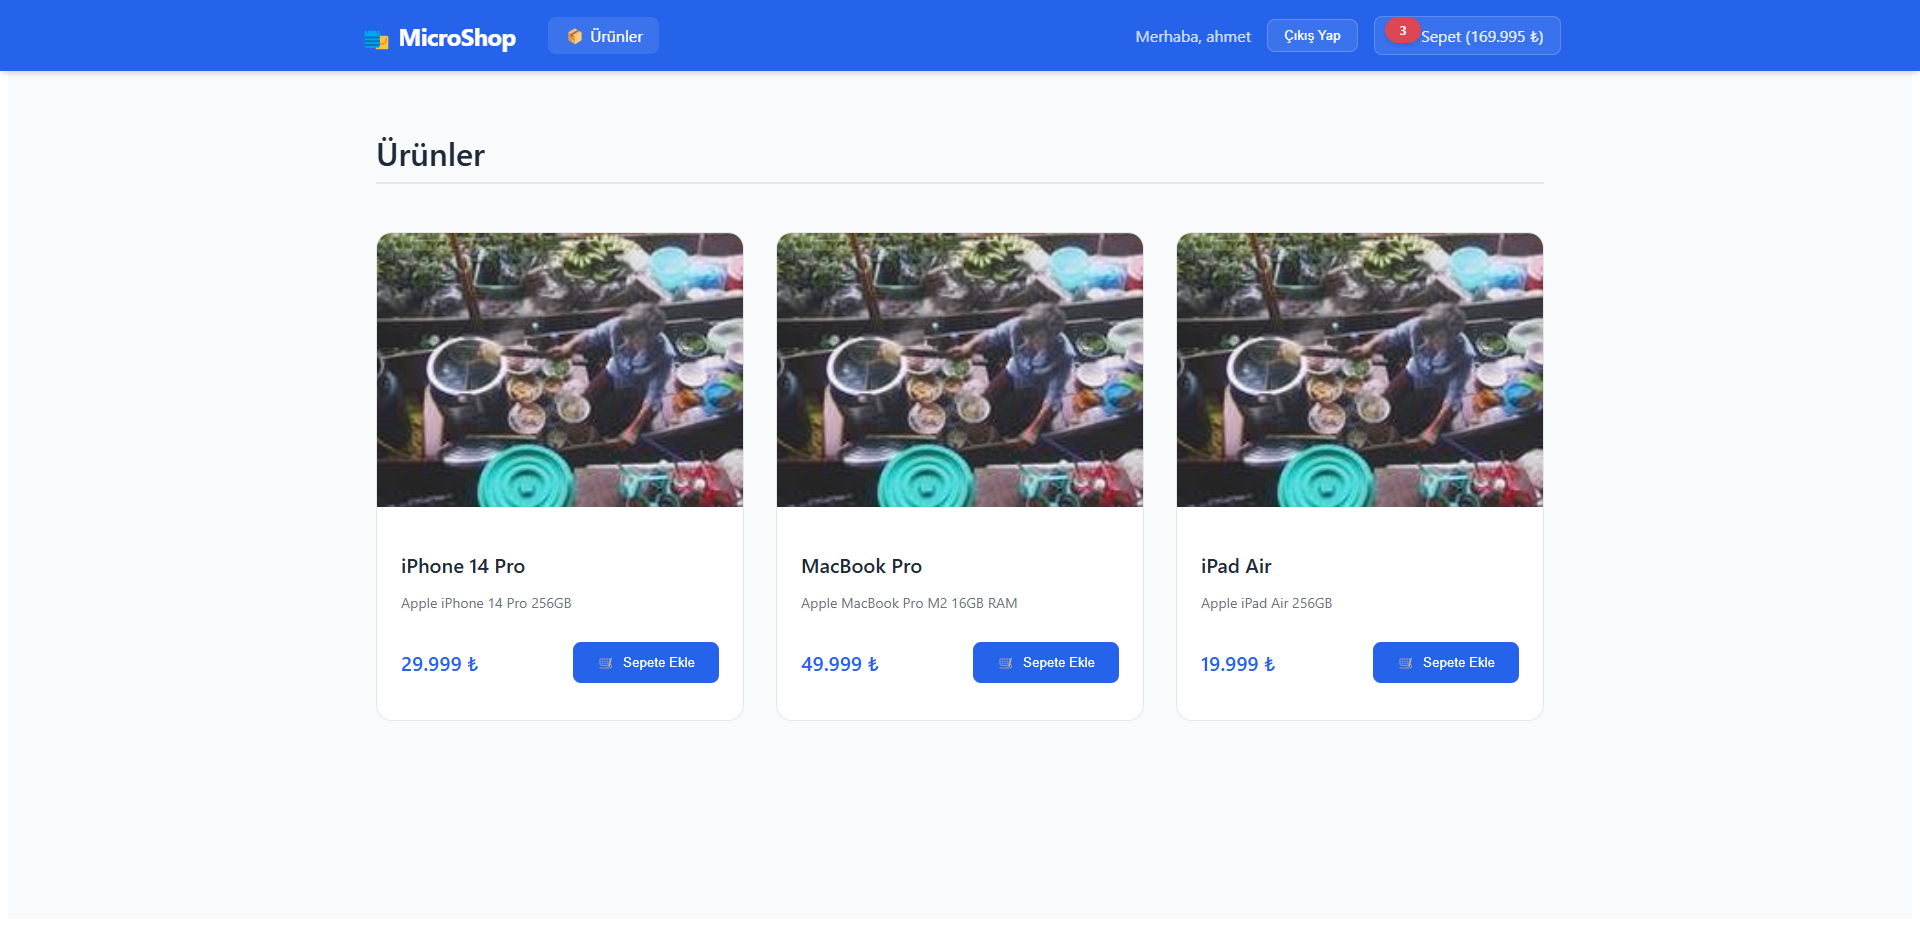 MicroShop
Ürünler
Merhaba, ahmet
Çıkış Yap
3
Sepet (169.995 ₺)
Ürünler
iPhone 14 Pro
Apple iPhone 14 Pro 256GB
29.999 ₺
Sepete Ekle
MacBook Pro
Apple MacBook Pro M2 16GB RAM
49.999 ₺
Sepete Ekle
iPad Air
Apple iPad Air 256GB
19.999 ₺
Sepete Ekle